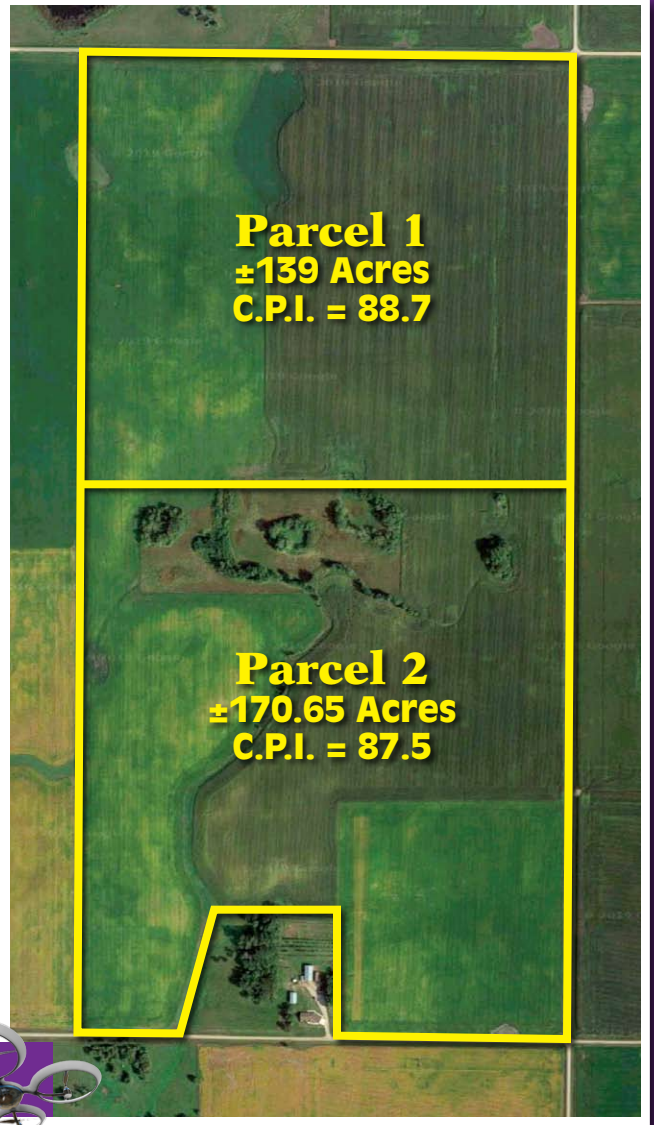 Parcel 1
±139 Acres
C.P.I. = 88.7
Parcel 2
±170.65 Acres
C.P.I. = 87.5